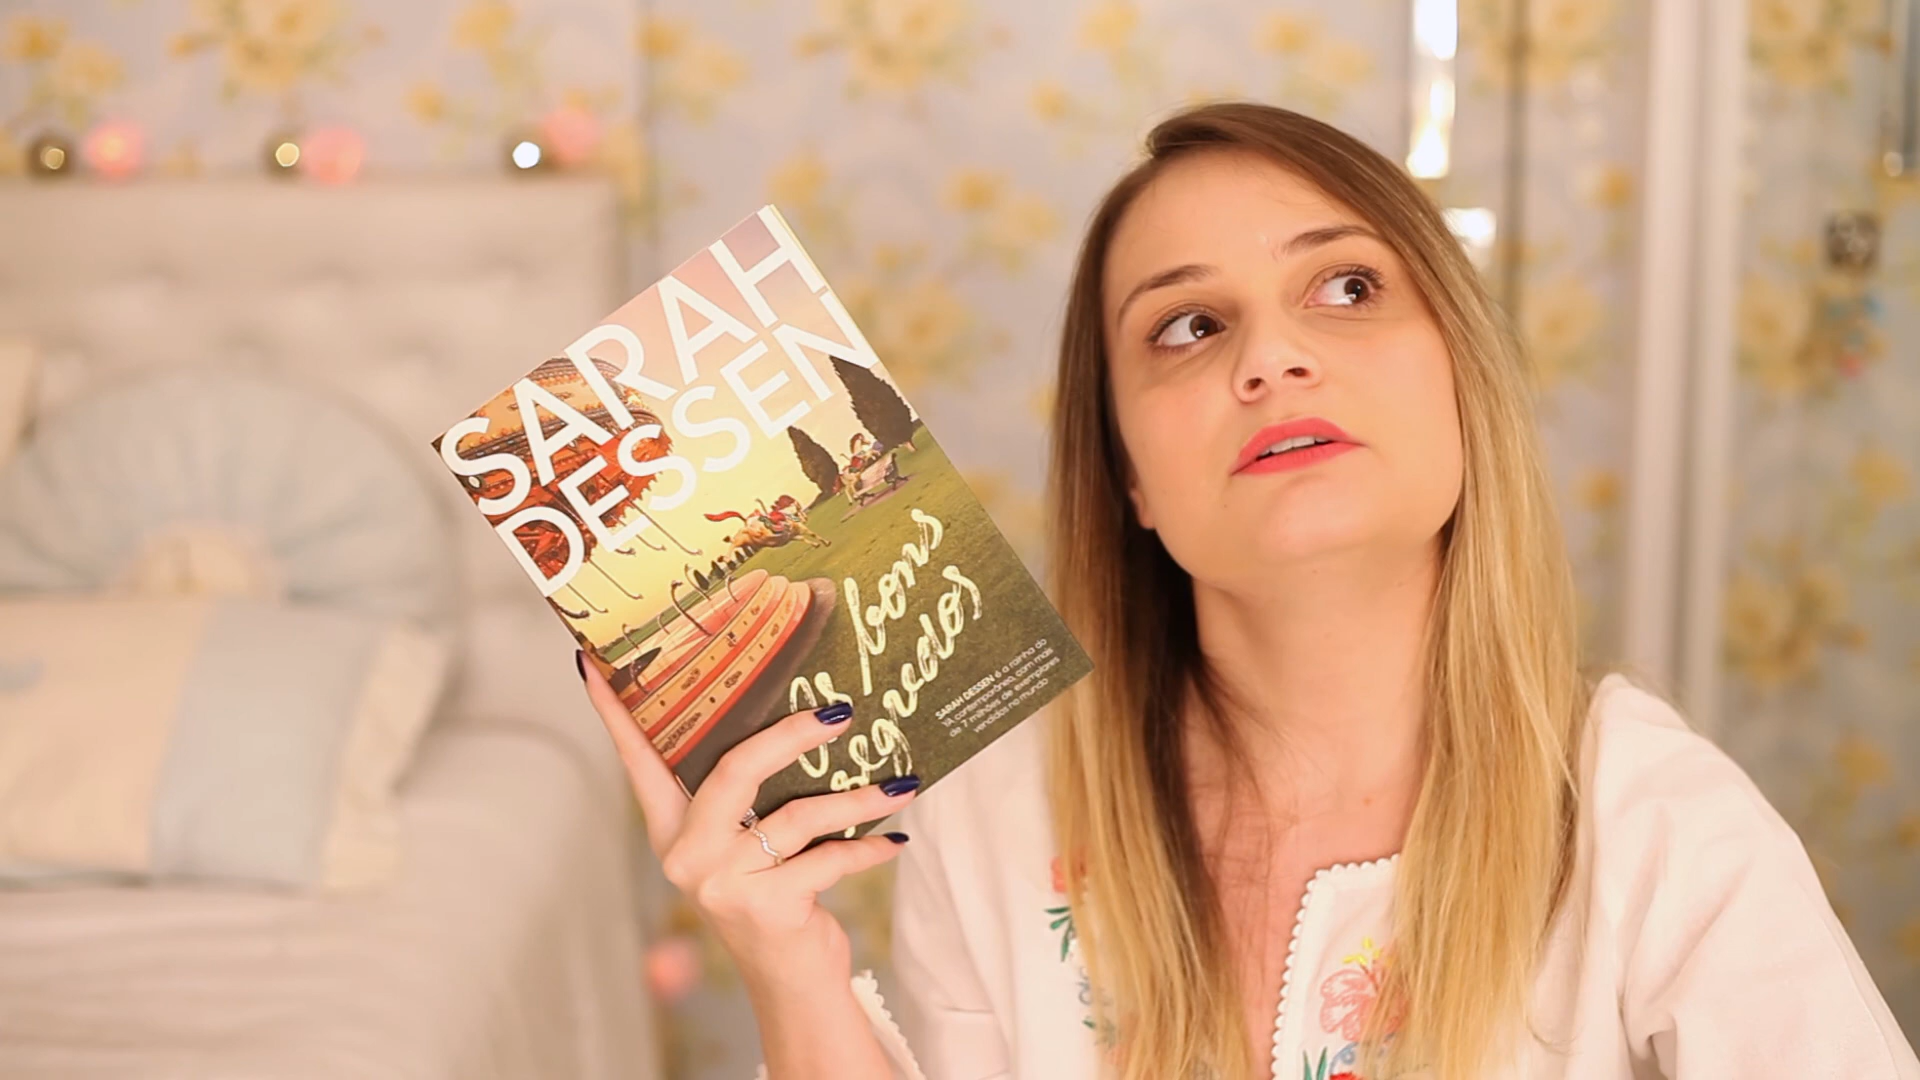 SARAH
DESSEN
Os bons
segredos
SARAH DESSEN é a rainha do
YA contemporâneo, com mais
de 7 milhões de exemplares
vendidos no mundo